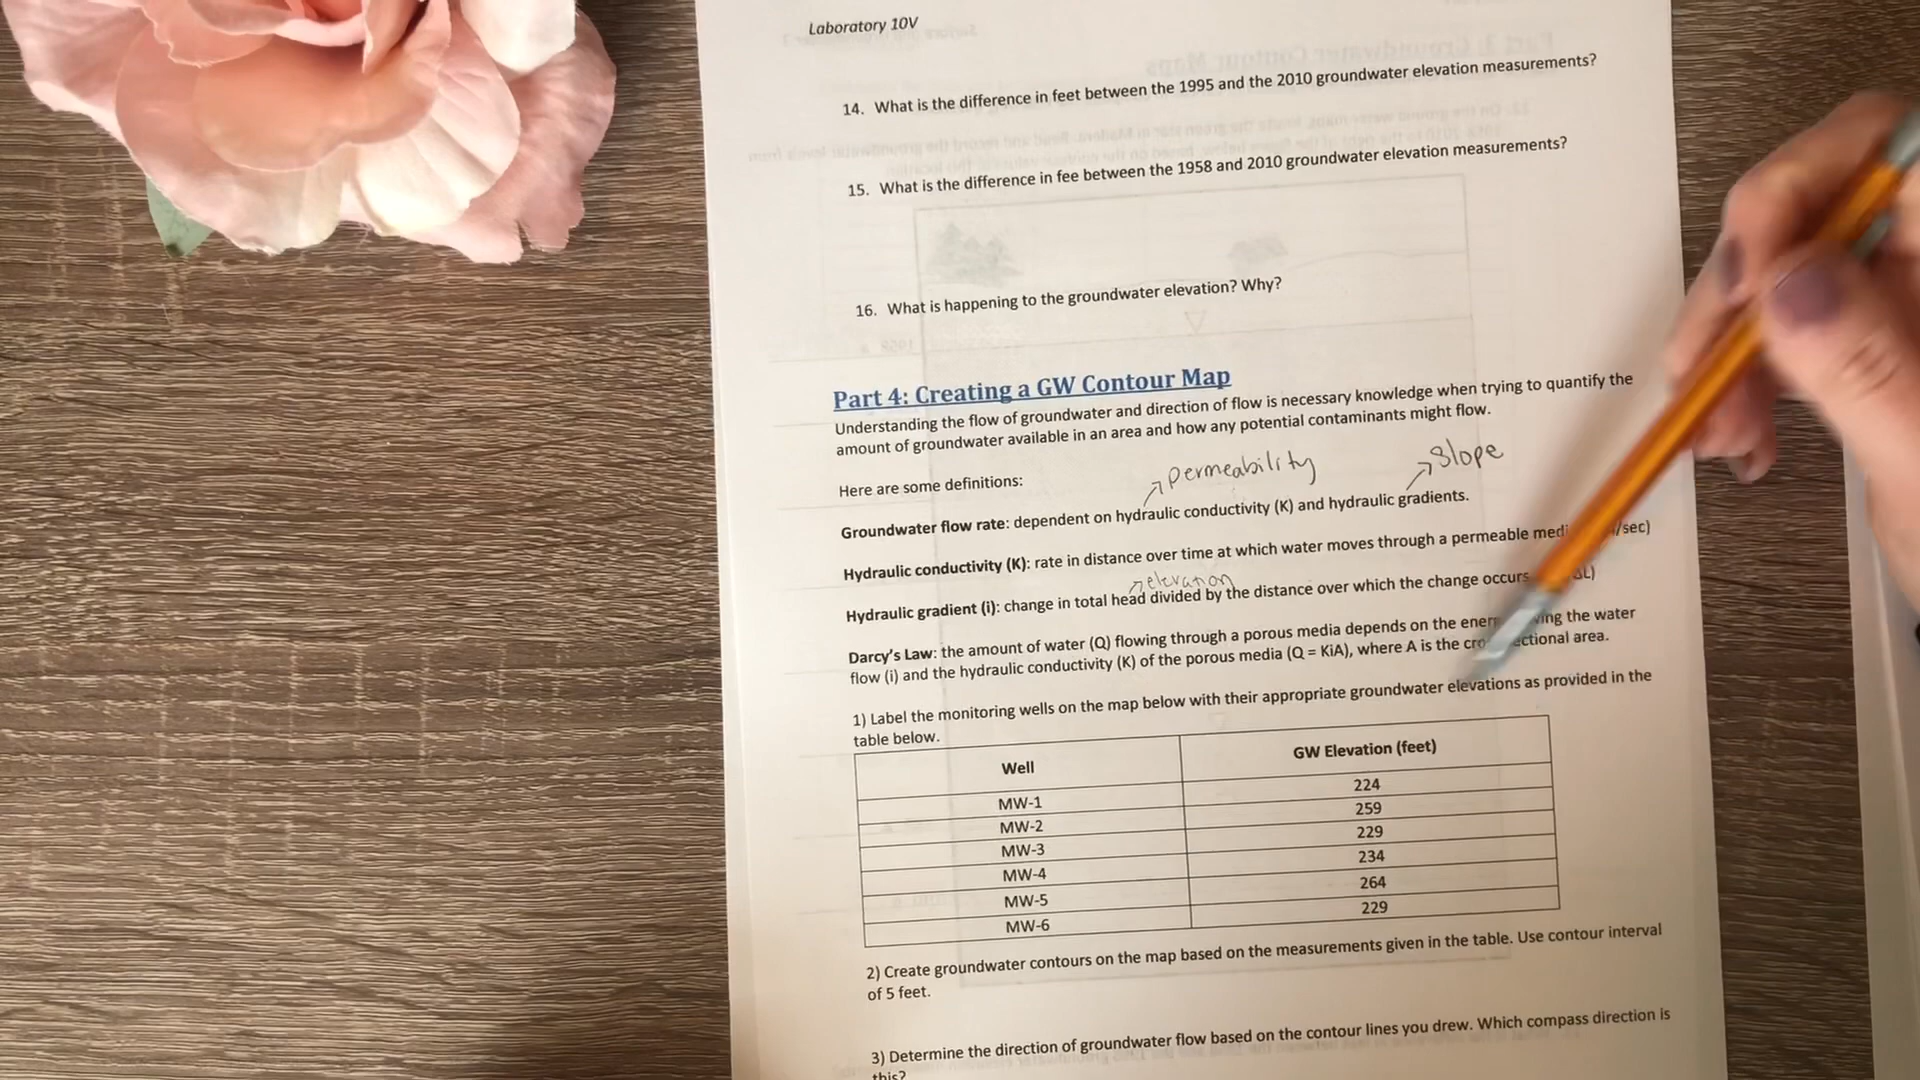 Laboratory 10V
14. What is the difference in feet between the 1995 and the 2010 groundwater elevation measurements?
15. What is the difference in fee between the 1958 and 2010 groundwater elevation measurements?
16. What is happening to the groundwater elevation? Why?
Part 4: Creating a GW Contour Map
Understanding the flow of groundwater and direction of flow is necessary knowledge when trying to quantify the
amount of groundwater available in an area and how any potential contaminants might flow.
permeability
slope
Here are some definitions:
Groundwater flow rate: dependent on hydraulic conductivity (K) and hydraulic gradients.
Hydraulic conductivity (K): rate in distance over time at which water moves through a permeable /sec)
elevation
Hydraulic gradient (i): change in total head divided by the distance over which the change occurs
Darcy's Law: the amount of water (Q) flowing through a porous media depends on the the water
flow (i) and the hydraulic conductivity (K) of the porous media (Q = KiA), where A is the area.
1) Label the monitoring wells on the map below with their appropriate groundwater elevations as provided in the
table below.
Well GW Elevation (feet)
MW-1 224
MW-2 259
MW-3 229
MW-4 234
MW-5 264
MW-6 229
2) Create groundwater contours on the map based on the measurements given in the table. Use contour interval
of 5 feet.
3) Determine the direction of groundwater flow based on the contour lines you drew. Which compass direction is
this?